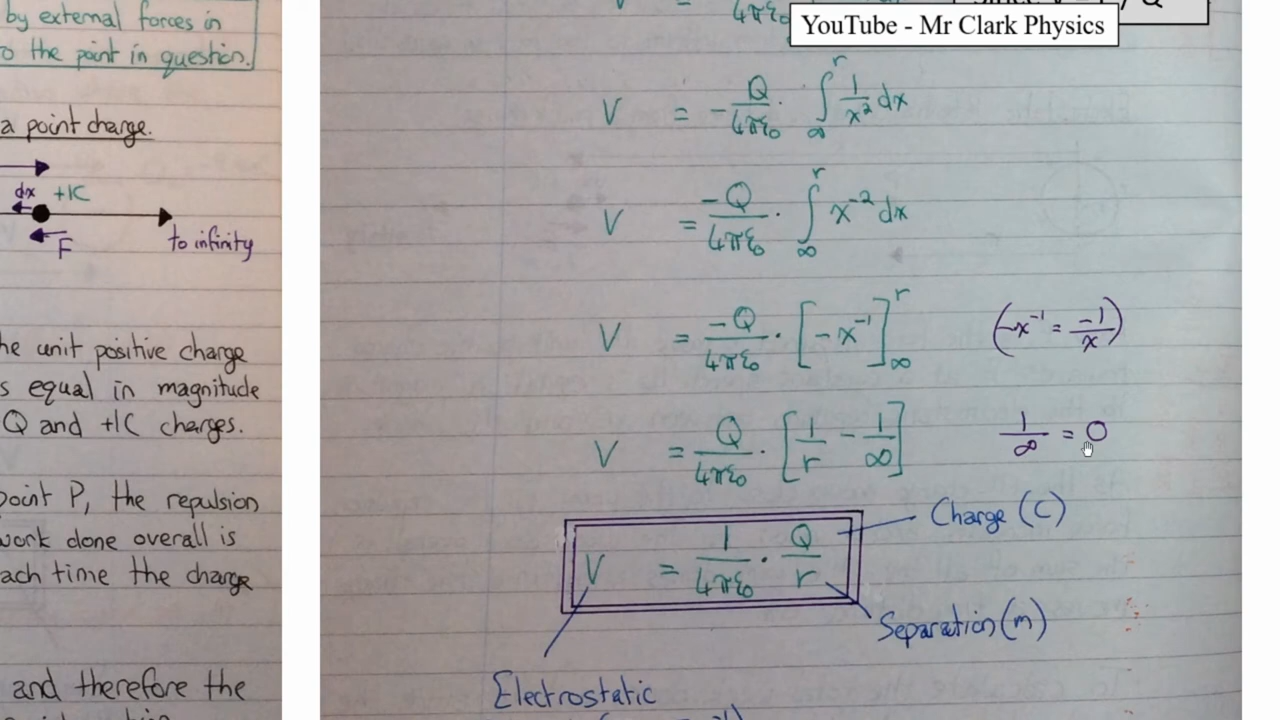 by external forces in
to the point in question.
a point charge.
dx +1C
F
to infinity
he unit positive charge
s equal in magnitude
Q and +1C charges.
point P, the repulsion
work done overall is
ach time the charge
and therefore the
YouTube - Mr Clark Physics
V = -Q/4πε₀ · ∫_∞^r 1/x² dx
V = -Q/4πε₀ · ∫_∞^r x⁻² dx
V = -Q/4πε₀ · [-x⁻¹]_∞^r (-x⁻¹ = -1/x)
V = Q/4πε₀ · [1/r - 1/∞] 1/∞ = 0
V = 1/4πε₀ · Q/r
Charge (C)
Separation (m)
Electrostatic